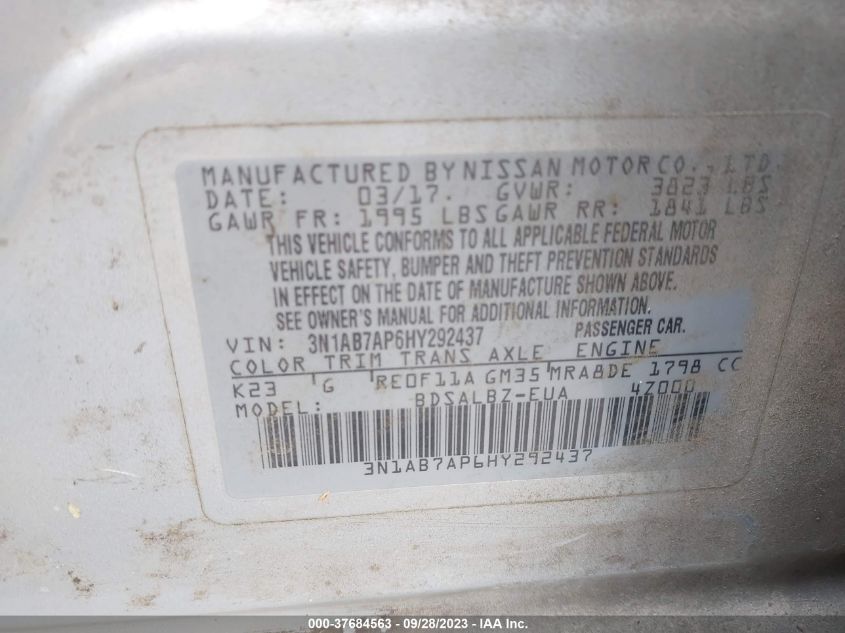 MANUFACTURED BY NISSAN MOTOR CO., LTD.
DATE: 03/17. GVWR: 3823 LBS
GAWR FR: 1995 LBS GAWR RR: 1841 LBS
THIS VEHICLE CONFORMS TO ALL APPLICABLE FEDERAL MOTOR
VEHICLE SAFETY, BUMPER AND THEFT PREVENTION STANDARDS
IN EFFECT ON THE DATE OF MANUFACTURE SHOWN ABOVE.
SEE OWNER'S MANUAL FOR ADDITIONAL INFORMATION.
VIN: 3N1AB7AP6HY292437 PASSENGER CAR.
COLOR TRIM TRANS AXLE ENGINE
K23 G RE0F11A GM35 MRA8DE 1798 CC
MODEL: BDSALBZ-EUA 4Z000
3N1AB7AP6HY292437
000-37684563 - 09/28/2023 - IAAI Inc.